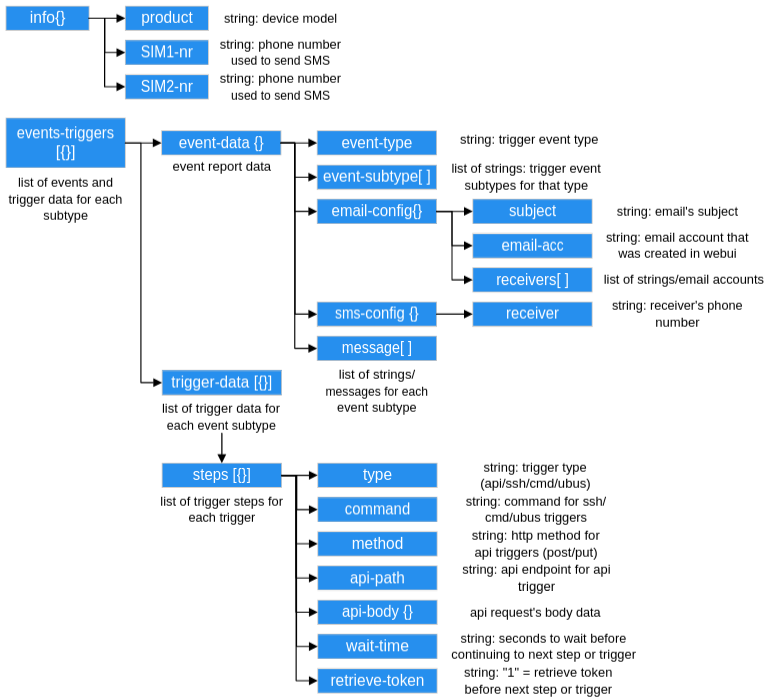 info{}
product
string: device model
SIM1-nr
string: phone number
used to send SMS
SIM2-nr
string: phone number
used to send SMS
events-triggers
[{}]
list of events and
trigger data for each
subtype
event-data {}
event report data
event-type
string: trigger event type
event-subtype[ ]
list of strings: trigger event
subtypes for that type
email-config{}
subject
string: email's subject
email-acc
string: email account that
was created in webui
receivers[ ]
list of strings/email accounts
sms-config {}
receiver
string: receiver's phone
number
message[ ]
list of strings/
messages for each
event subtype
trigger-data [{}]
list of trigger data for
each event subtype
steps [{}]
list of trigger steps for
each trigger
type
string: trigger type
(api/ssh/cmd/ubus)
command
string: command for ssh/
cmd/ubus triggers
method
string: http method for
api triggers (post/put)
api-path
string: api endpoint for api
trigger
api-body {}
api request's body data
wait-time
string: seconds to wait before
continuing to next step or trigger
retrieve-token
string: "1" = retrieve token
before next step or trigger